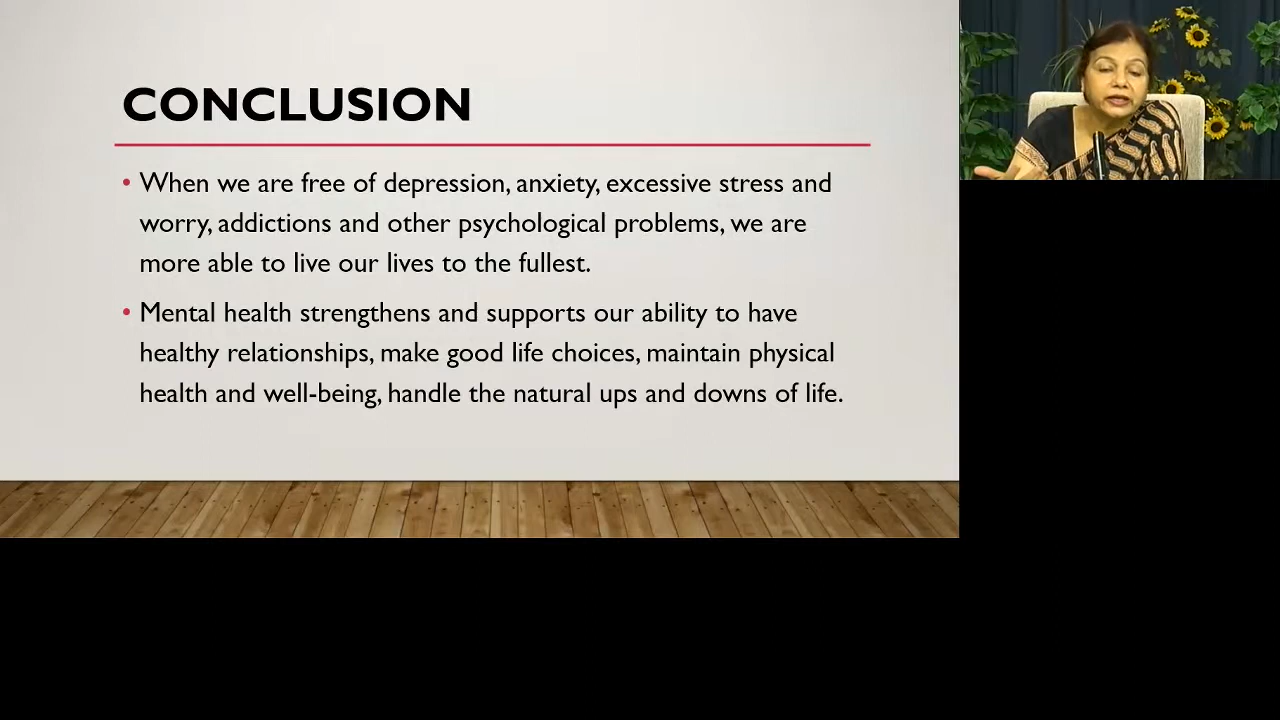 CONCLUSION
• When we are free of depression, anxiety, excessive stress and
worry, addictions and other psychological problems, we are
more able to live our lives to the fullest.
• Mental health strengthens and supports our ability to have
healthy relationships, make good life choices, maintain physical
health and well-being, handle the natural ups and downs of life.